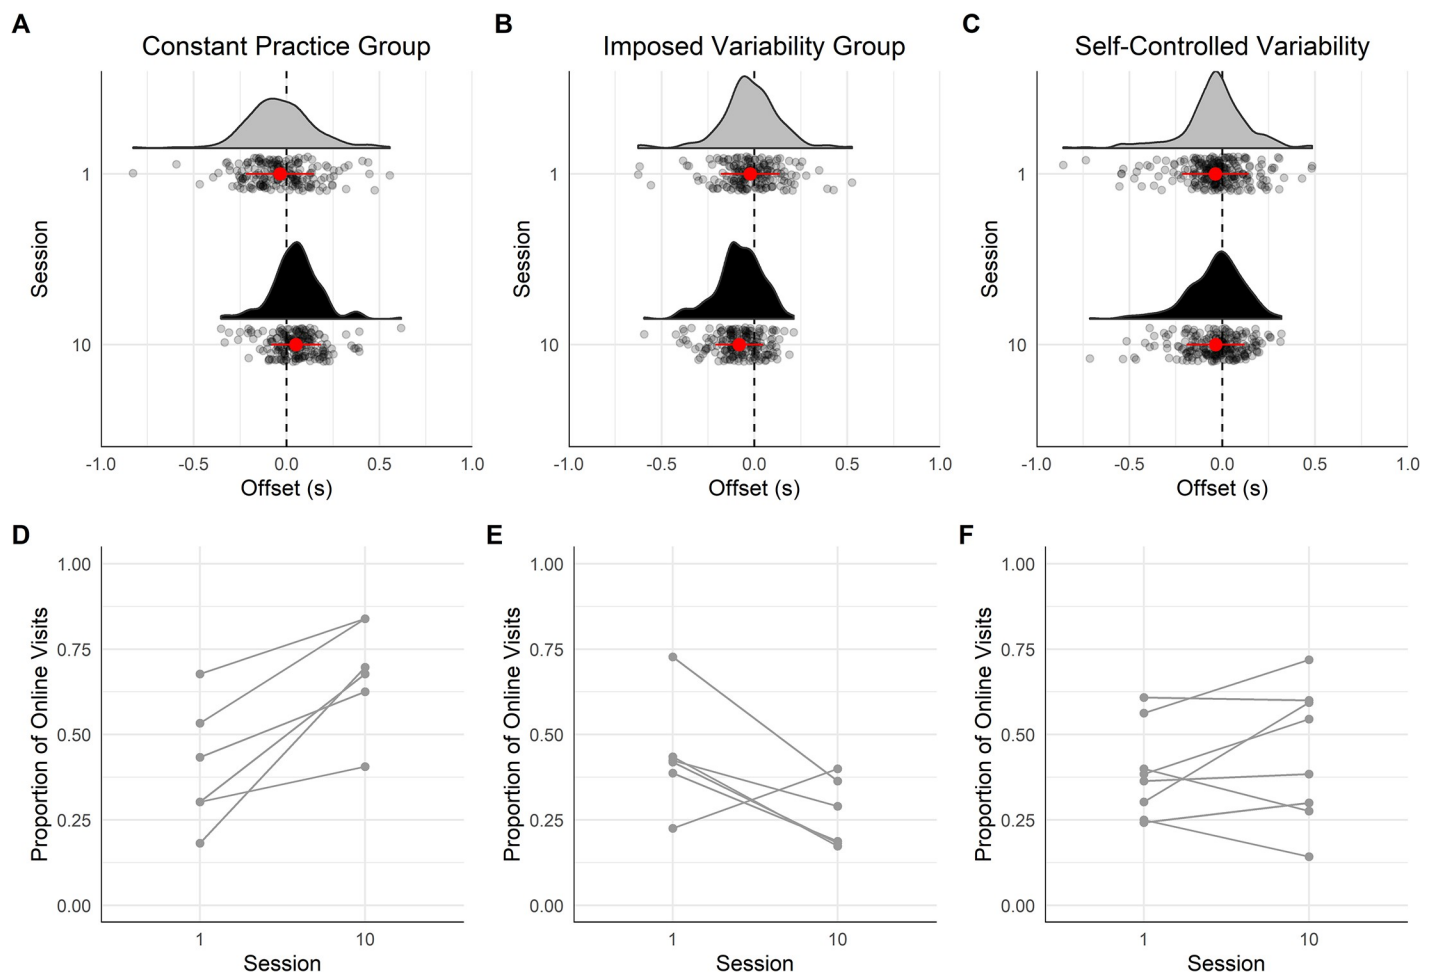 A
Constant Practice Group
Session
1
10
-1.0 -0.5 0.0 0.5 1.0
Offset (s)
B
Imposed Variability Group
Session
1
10
-1.0 -0.5 0.0 0.5 1.0
Offset (s)
C
Self-Controlled Variability
Session
1
10
-1.0 -0.5 0.0 0.5 1.0
Offset (s)
D
Proportion of Online Visits
1.00
0.75
0.50
0.25
0.00
1 10
Session
E
Proportion of Online Visits
1.00
0.75
0.50
0.25
0.00
1 10
Session
F
Proportion of Online Visits
1.00
0.75
0.50
0.25
0.00
1 10
Session